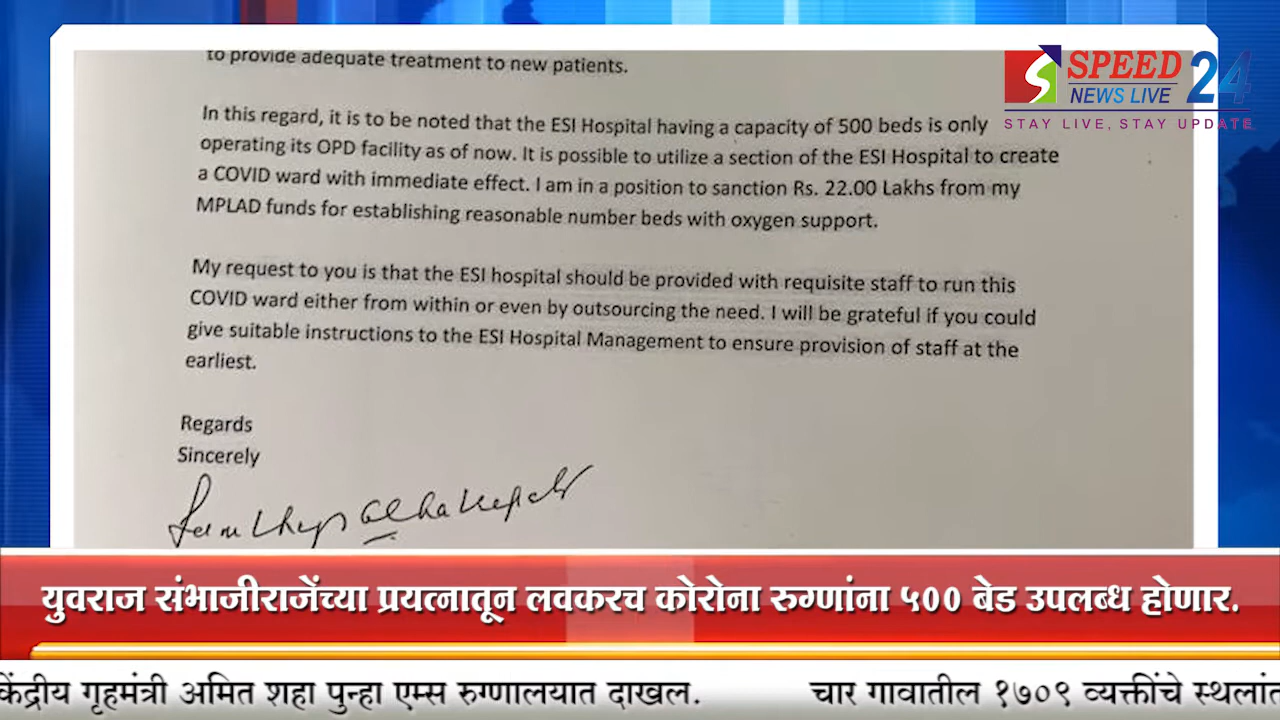 to provide adequate treatment to new patients.
SPEED 24
NEWS LIVE
STAY LIVE, STAY UPDATE
In this regard, it is to be noted that the ESI Hospital having a capacity of 500 beds is only
operating its OPD facility as of now. It is possible to utilize a section of the ESI Hospital to create
a COVID ward with immediate effect. I am in a position to sanction Rs. 22.00 Lakhs from my
MPLAD funds for establishing reasonable number beds with oxygen support.
My request to you is that the ESI hospital should be provided with requisite staff to run this
COVID ward either from within or even by outsourcing the need. I will be grateful if you could
give suitable instructions to the ESI Hospital Management to ensure provision of staff at the
earliest.
Regards
Sincerely
युवराज संभाजीराजेंच्या प्रयत्नातून लवकरच कोरोना रुग्णांना ५०० बेड उपलब्ध होणार.
केंद्रीय गृहमंत्री अमित शहा पुन्हा एम्स रुग्णालयात दाखल. चार गावातील १७०९ व्यक्तींचे स्थलांत